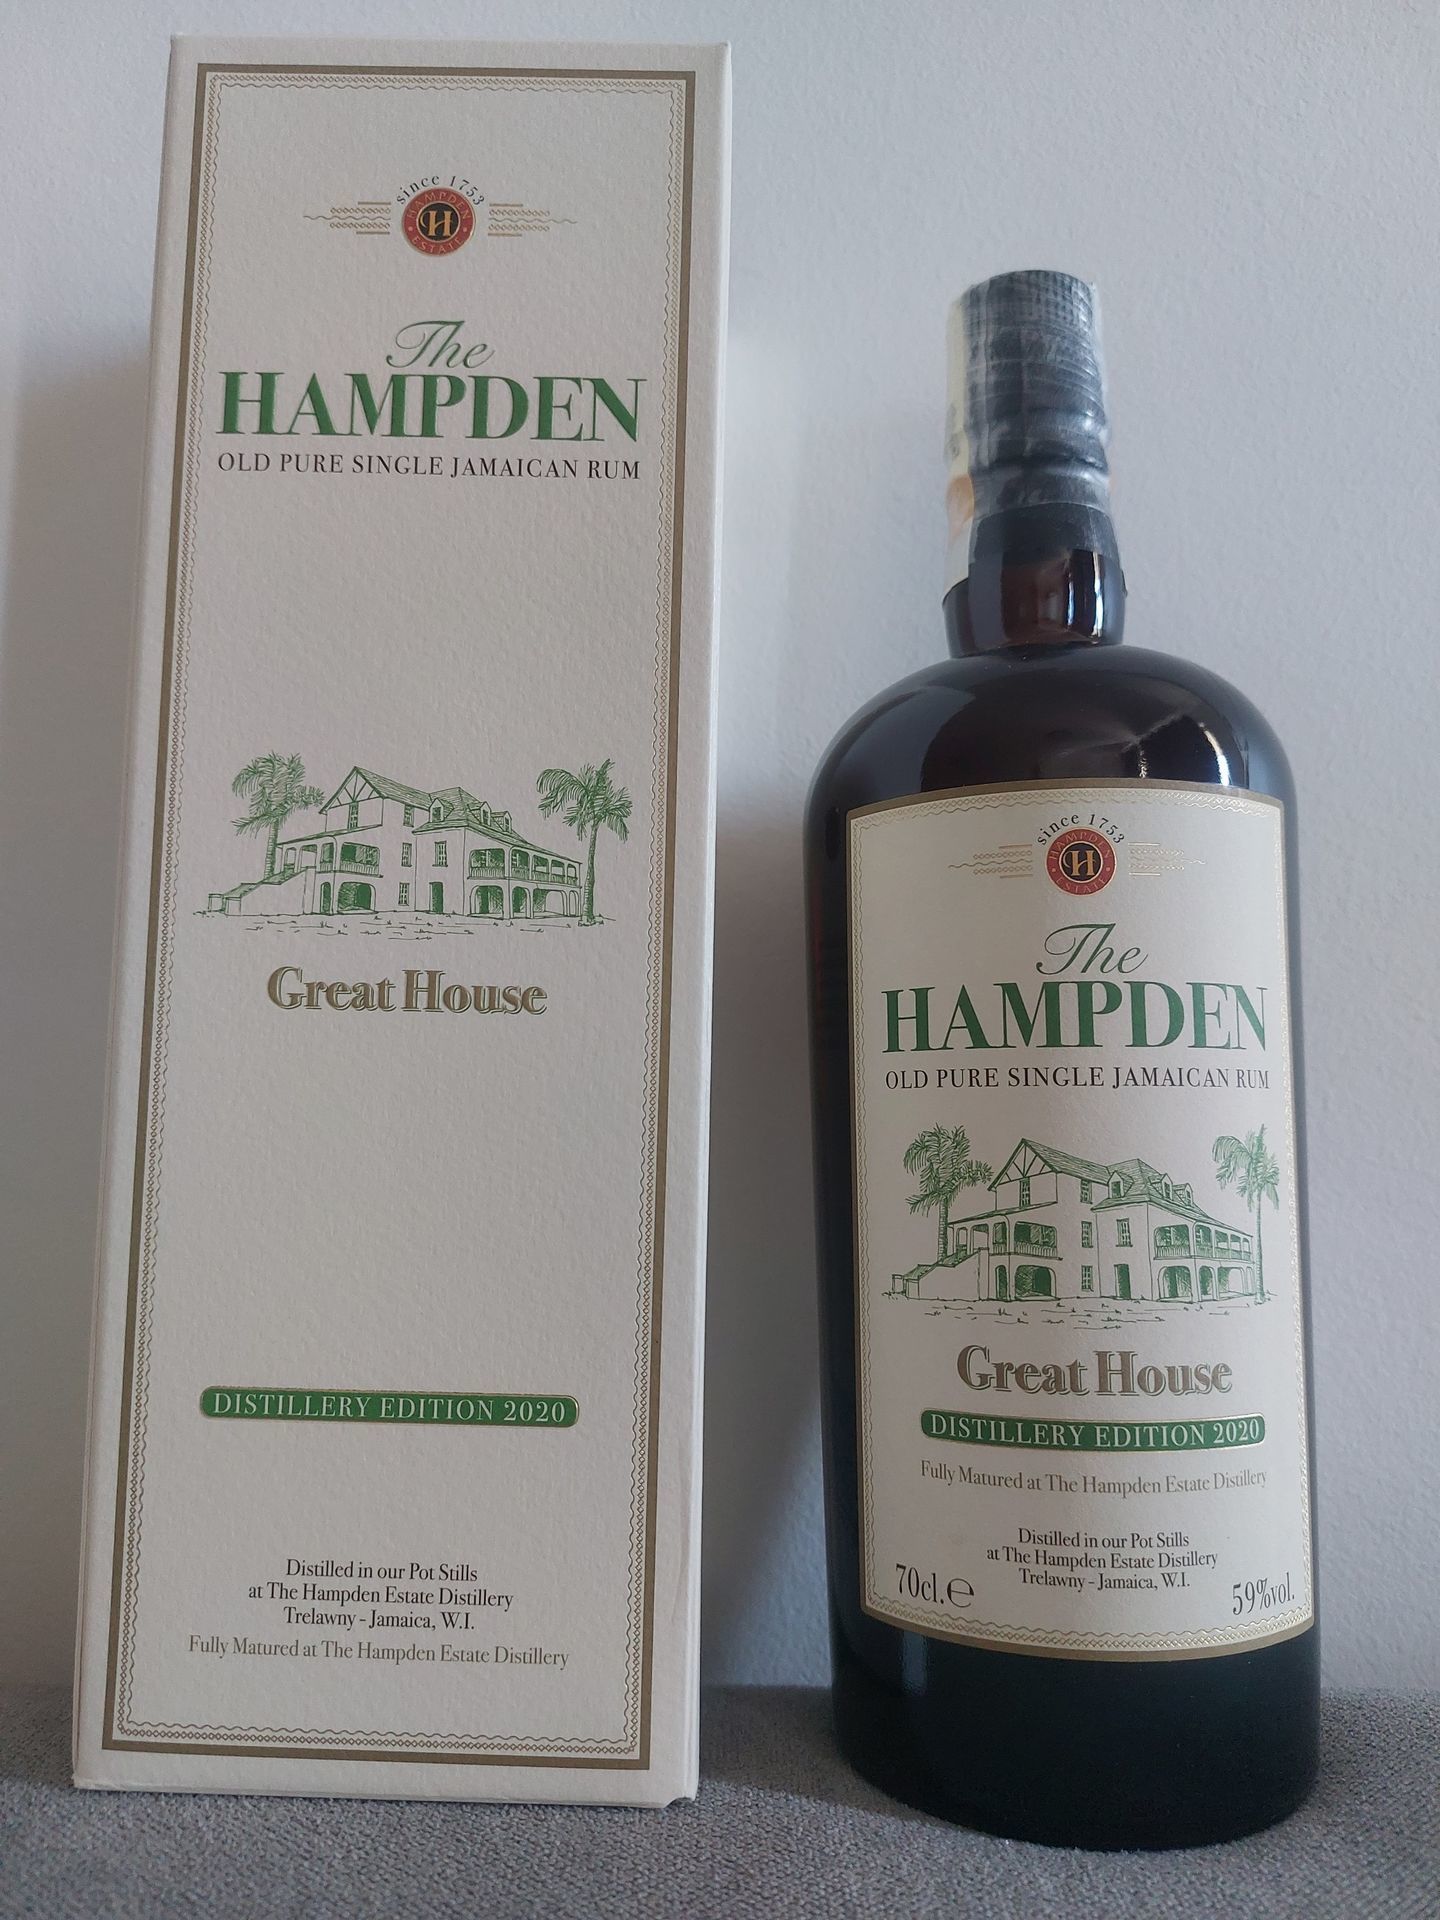 since 1753
HAMPDEN
H
ESTATE
The
HAMPDEN
OLD PURE SINGLE JAMAICAN RUM
Great House
DISTILLERY EDITION 2020
Distilled in our Pot Stills
at The Hampden Estate Distillery
Trelawny - Jamaica, W.I.
Fully Matured at The Hampden Estate Distillery
since 1753
HAMPDEN
H
ESTATE
The
HAMPDEN
OLD PURE SINGLE JAMAICAN RUM
Great House
DISTILLERY EDITION 2020
Fully Matured at The Hampden Estate Distillery
Distilled in our Pot Stills
at The Hampden Estate Distillery
Trelawny - Jamaica, W.I.
70cl.℮
59%vol.